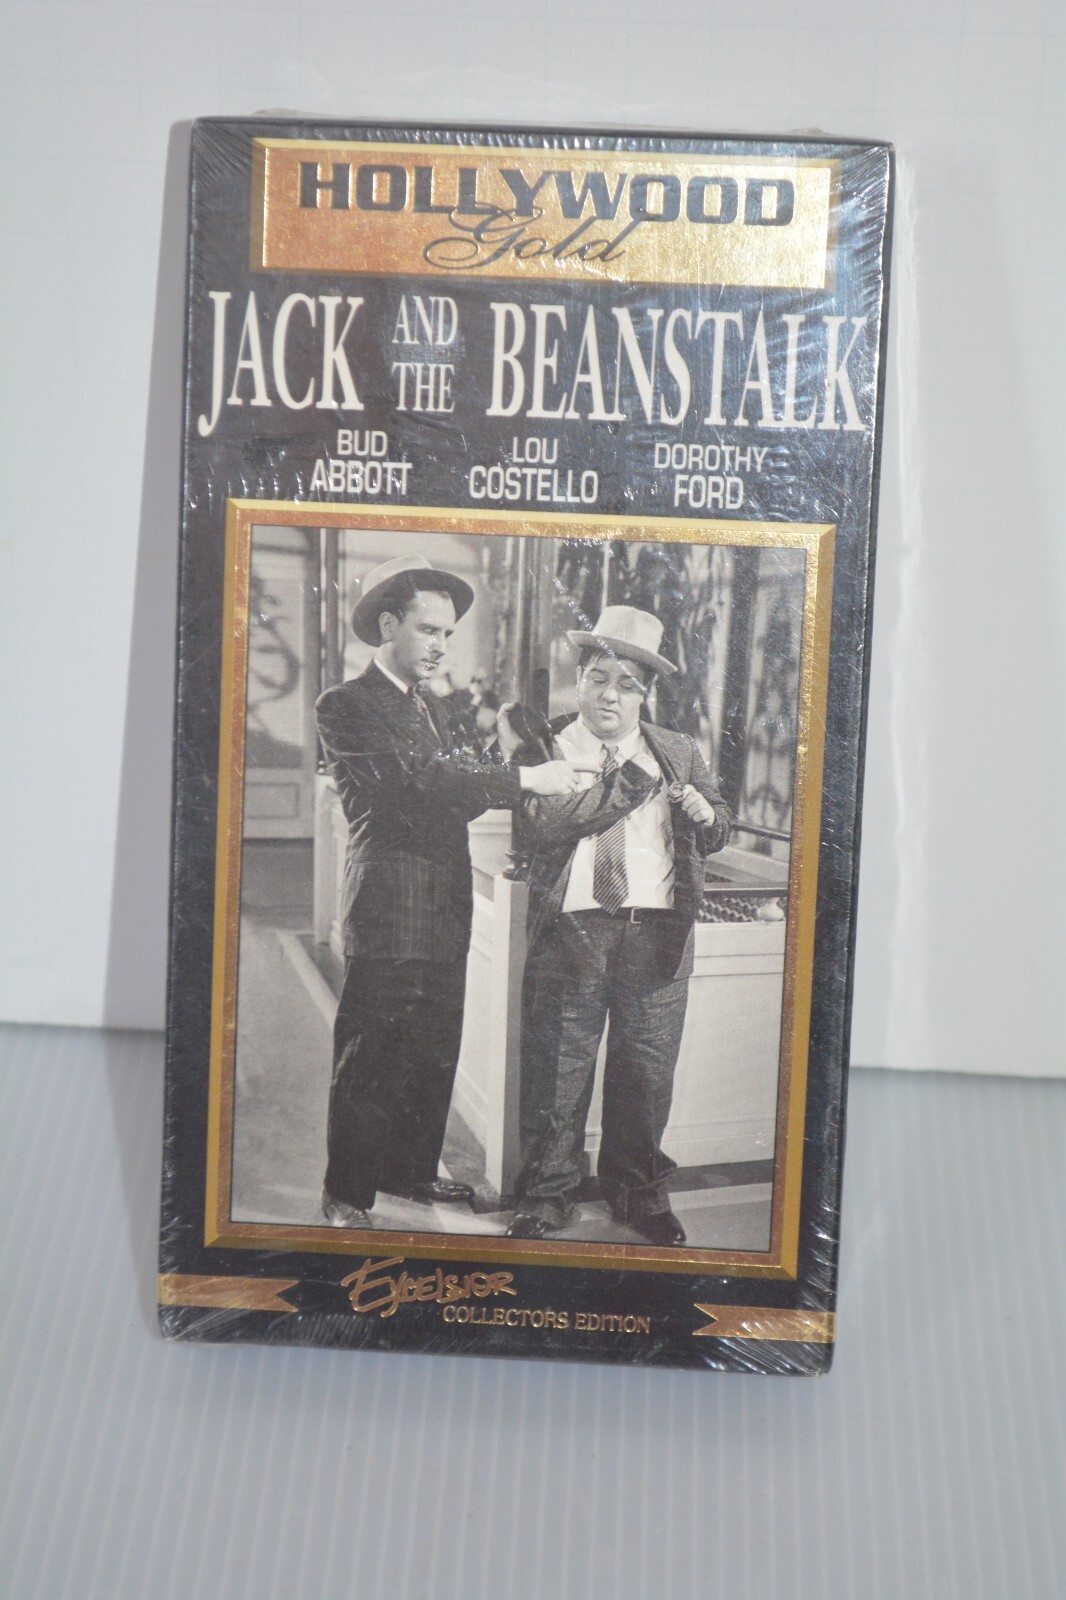 HOLLYWOOD
Gold
JACK AND THE BEANSTALK
BUD ABBOTT
LOU COSTELLO
DOROTHY FORD
EXCELSIOR
COLLECTORS EDITION